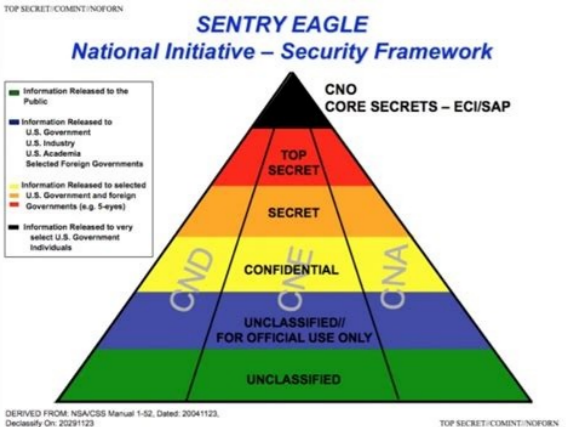 TOP SECRET//COMINT//NOFORN
SENTRY EAGLE
National Initiative – Security Framework
Information Released to the
Public
Information Released to
U.S. Government
U.S. Industry
U.S. Academia
Selected Foreign Governments
Information Released to selected
U.S. Government and foreign
Governments (e.g. 5-eyes)
Information Released to very
select U.S. Government
Individuals
CNO
CORE SECRETS – ECI/SAP
TOP
SECRET
SECRET
CONFIDENTIAL
CND
CNE
CNA
UNCLASSIFIED//
FOR OFFICIAL USE ONLY
UNCLASSIFIED
DERIVED FROM: NSA/CSS Manual 1-52, Dated: 20041123,
Declassify On: 20291123
TOP SECRET//COMINT//NOFORN